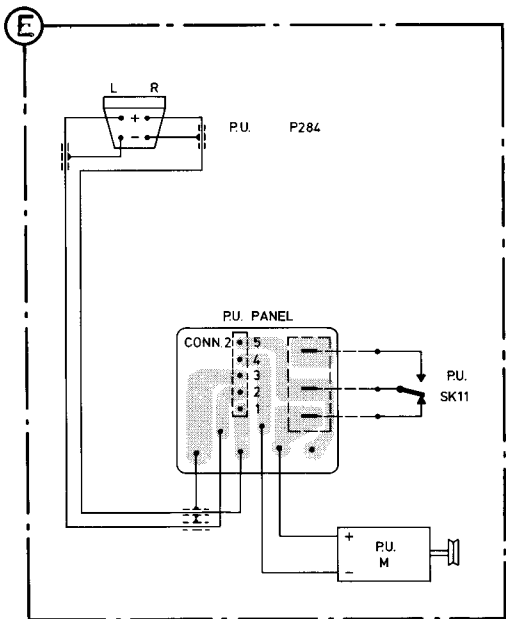 E
L R
+
−
P.U. P284
P.U. PANEL
CONN.2 5
4
3
2
1
P.U.
SK11
+
−
P.U.
M